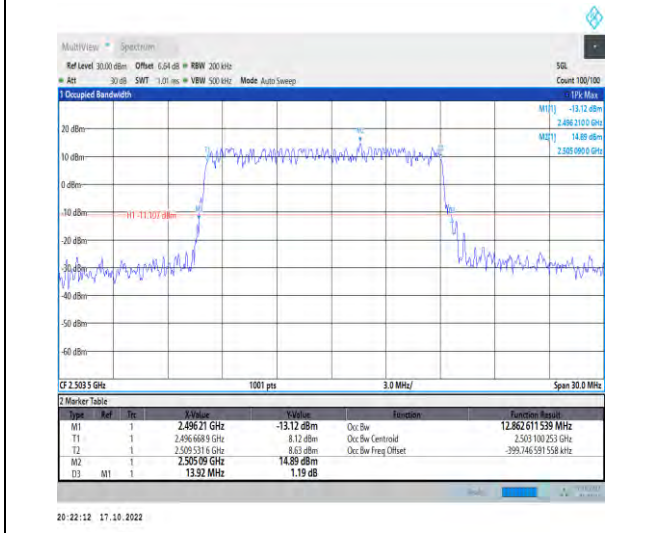 MultiView Spectrum
Ref Level 30.00 dBm Offset 6.64 dB RBW 200 kHz SGL
Att 30 dB SWT 1.01 ms VBW 500 kHz Mode Auto Sweep Count 100/100
1 Occupied Bandwidth 1Pk Max
M1[1] -13.12 dBm
2.496 2100 GHz
M2[1] 14.89 dBm
2.505 0900 GHz
20 dBm
10 dBm
0 dBm
-10 dBm
H1 -11.107 dBm
-20 dBm
-30 dBm
-40 dBm
-50 dBm
-60 dBm
CF 2.503 5 GHz 1001 pts 3.0 MHz/ Span 30.0 MHz
2 Marker Table
Type Ref Trc X-Value Y-Value Function Function Result
M1 1 2.496 21 GHz -13.12 dBm Occ Bw 12.862 611 539 MHz
T1 1 2.496 668 9 GHz 8.12 dBm Occ Bw Centroid 2.503 100 253 GHz
T2 1 2.509 531 6 GHz 8.63 dBm Occ Bw Freq Offset -399.746 591 558 kHz
M2 1 2.505 09 GHz 14.89 dBm
D3 M1 1 13.92 MHz 1.19 dB
20:22:12 17.10.2022